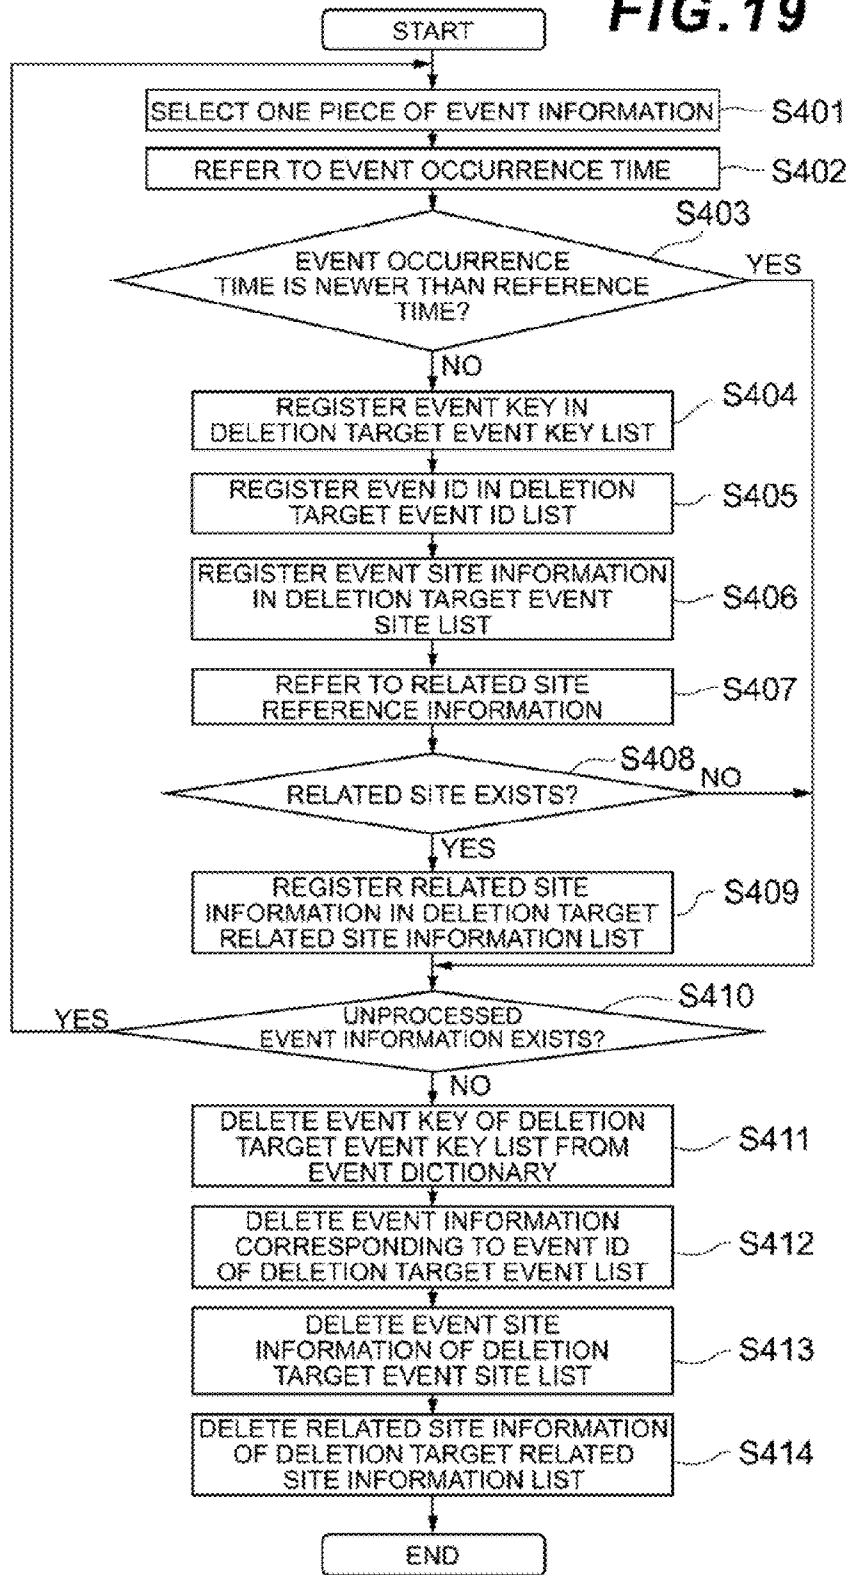 FIG.19
START
SELECT ONE PIECE OF EVENT INFORMATION
S401
REFER TO EVENT OCCURRENCE TIME
S402
S403
EVENT OCCURRENCE
TIME IS NEWER THAN REFERENCE
TIME?
YES
NO
REGISTER EVENT KEY IN
DELETION TARGET EVENT KEY LIST
S404
REGISTER EVEN ID IN DELETION
TARGET EVENT ID LIST
S405
REGISTER EVENT SITE INFORMATION
IN DELETION TARGET EVENT
SITE LIST
S406
REFER TO RELATED SITE
REFERENCE INFORMATION
S407
S408
RELATED SITE EXISTS?
NO
YES
REGISTER RELATED SITE
INFORMATION IN DELETION TARGET
RELATED SITE INFORMATION LIST
S409
S410
YES
UNPROCESSED
EVENT INFORMATION EXISTS?
NO
DELETE EVENT KEY OF DELETION
TARGET EVENT KEY LIST FROM
EVENT DICTIONARY
S411
DELETE EVENT INFORMATION
CORRESPONDING TO EVENT ID
OF DELETION TARGET EVENT LIST
S412
DELETE EVENT SITE
INFORMATION OF DELETION
TARGET EVENT SITE LIST
S413
DELETE RELATED SITE INFORMATION
OF DELETION TARGET RELATED
SITE INFORMATION LIST
S414
END